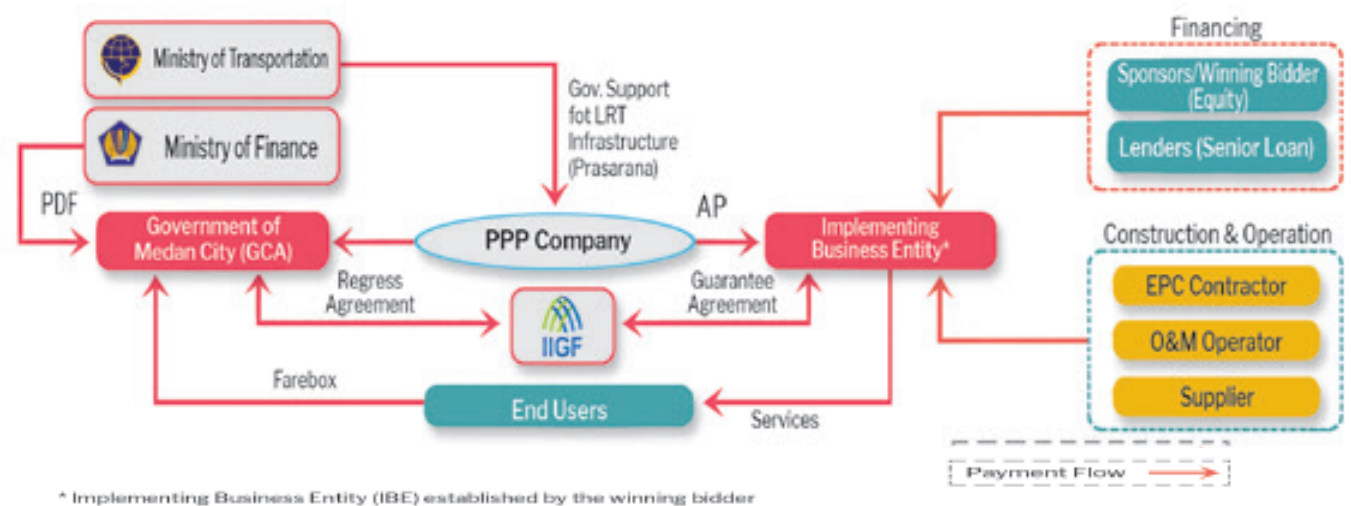 Ministry of Transportation
Ministry of Finance
PDF
Gov. Support
fot LRT
Infrastructure
(Prasarana)
Government of
Medan City (GCA)
PPP Company
AP
Implementing
Business Entity*
Regress
Agreement
Guarantee
Agreement
IIGF
Farebox
End Users
Services
Financing
Sponsors/Winning Bidder
(Equity)
Lenders (Senior Loan)
Construction & Operation
EPC Contractor
O&M Operator
Supplier
Payment Flow
* Implementing Business Entity (IBE) established by the winning bidder